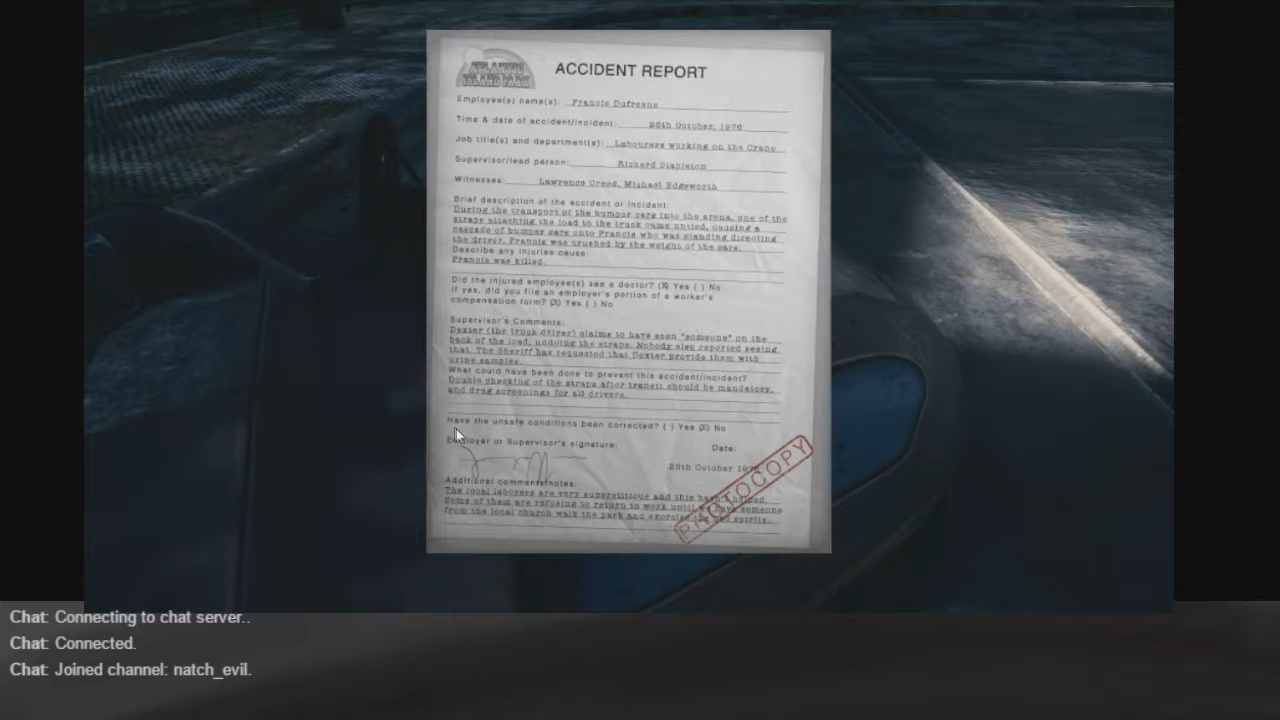 ATLANTIC
ISLAND PARK
ACCIDENT REPORT
Employee(s) name(s): Francis Dufresne
Time & date of accident/incident: 26th October, 1976
Job title(s) and department(s): Labourers working on the Crane
Supervisor/lead person: Richard Stapleton
Witnesses: Lawrence Creed, Michael Edgeworth
Brief description of the accident or incident:
During the transport of the bumper cars into the arena, one of the
straps attaching the load to the truck came untied, causing a
cascade of bumper cars onto Francis who was standing directing
the driver. Francis was crushed by the weight of the cars.
Describe any injuries cause:
Francis was killed.
Did the injured employee(s) see a doctor? (X) Yes ( ) No
If yes, did you file an employer's portion of a worker's
compensation form? (X) Yes ( ) No
Supervisor's Comments:
Dexter (the truck driver) claims to have seen "someone" on the
back of the load, undoing the straps. Nobody else reported seeing
that. The Sheriff has requested that Dexter provide them with
urine samples.
What could have been done to prevent this accident/incident?
Double checking of the straps after transit should be mandatory,
and drug screenings for all drivers.
Have the unsafe conditions been corrected? ( ) Yes (X) No
Employer or Supervisor's signature: Date:
26th October 197
Additional comments/notes:
The local laborers are very superstitious and this hasn't helped.
Some of them are refusing to return to work until we have someone
from the local church walk the park and exorcise the bad spirits.
PHOTOCOPY
Chat: Connecting to chat server..
Chat: Connected.
Chat: Joined channel: natch_evil.